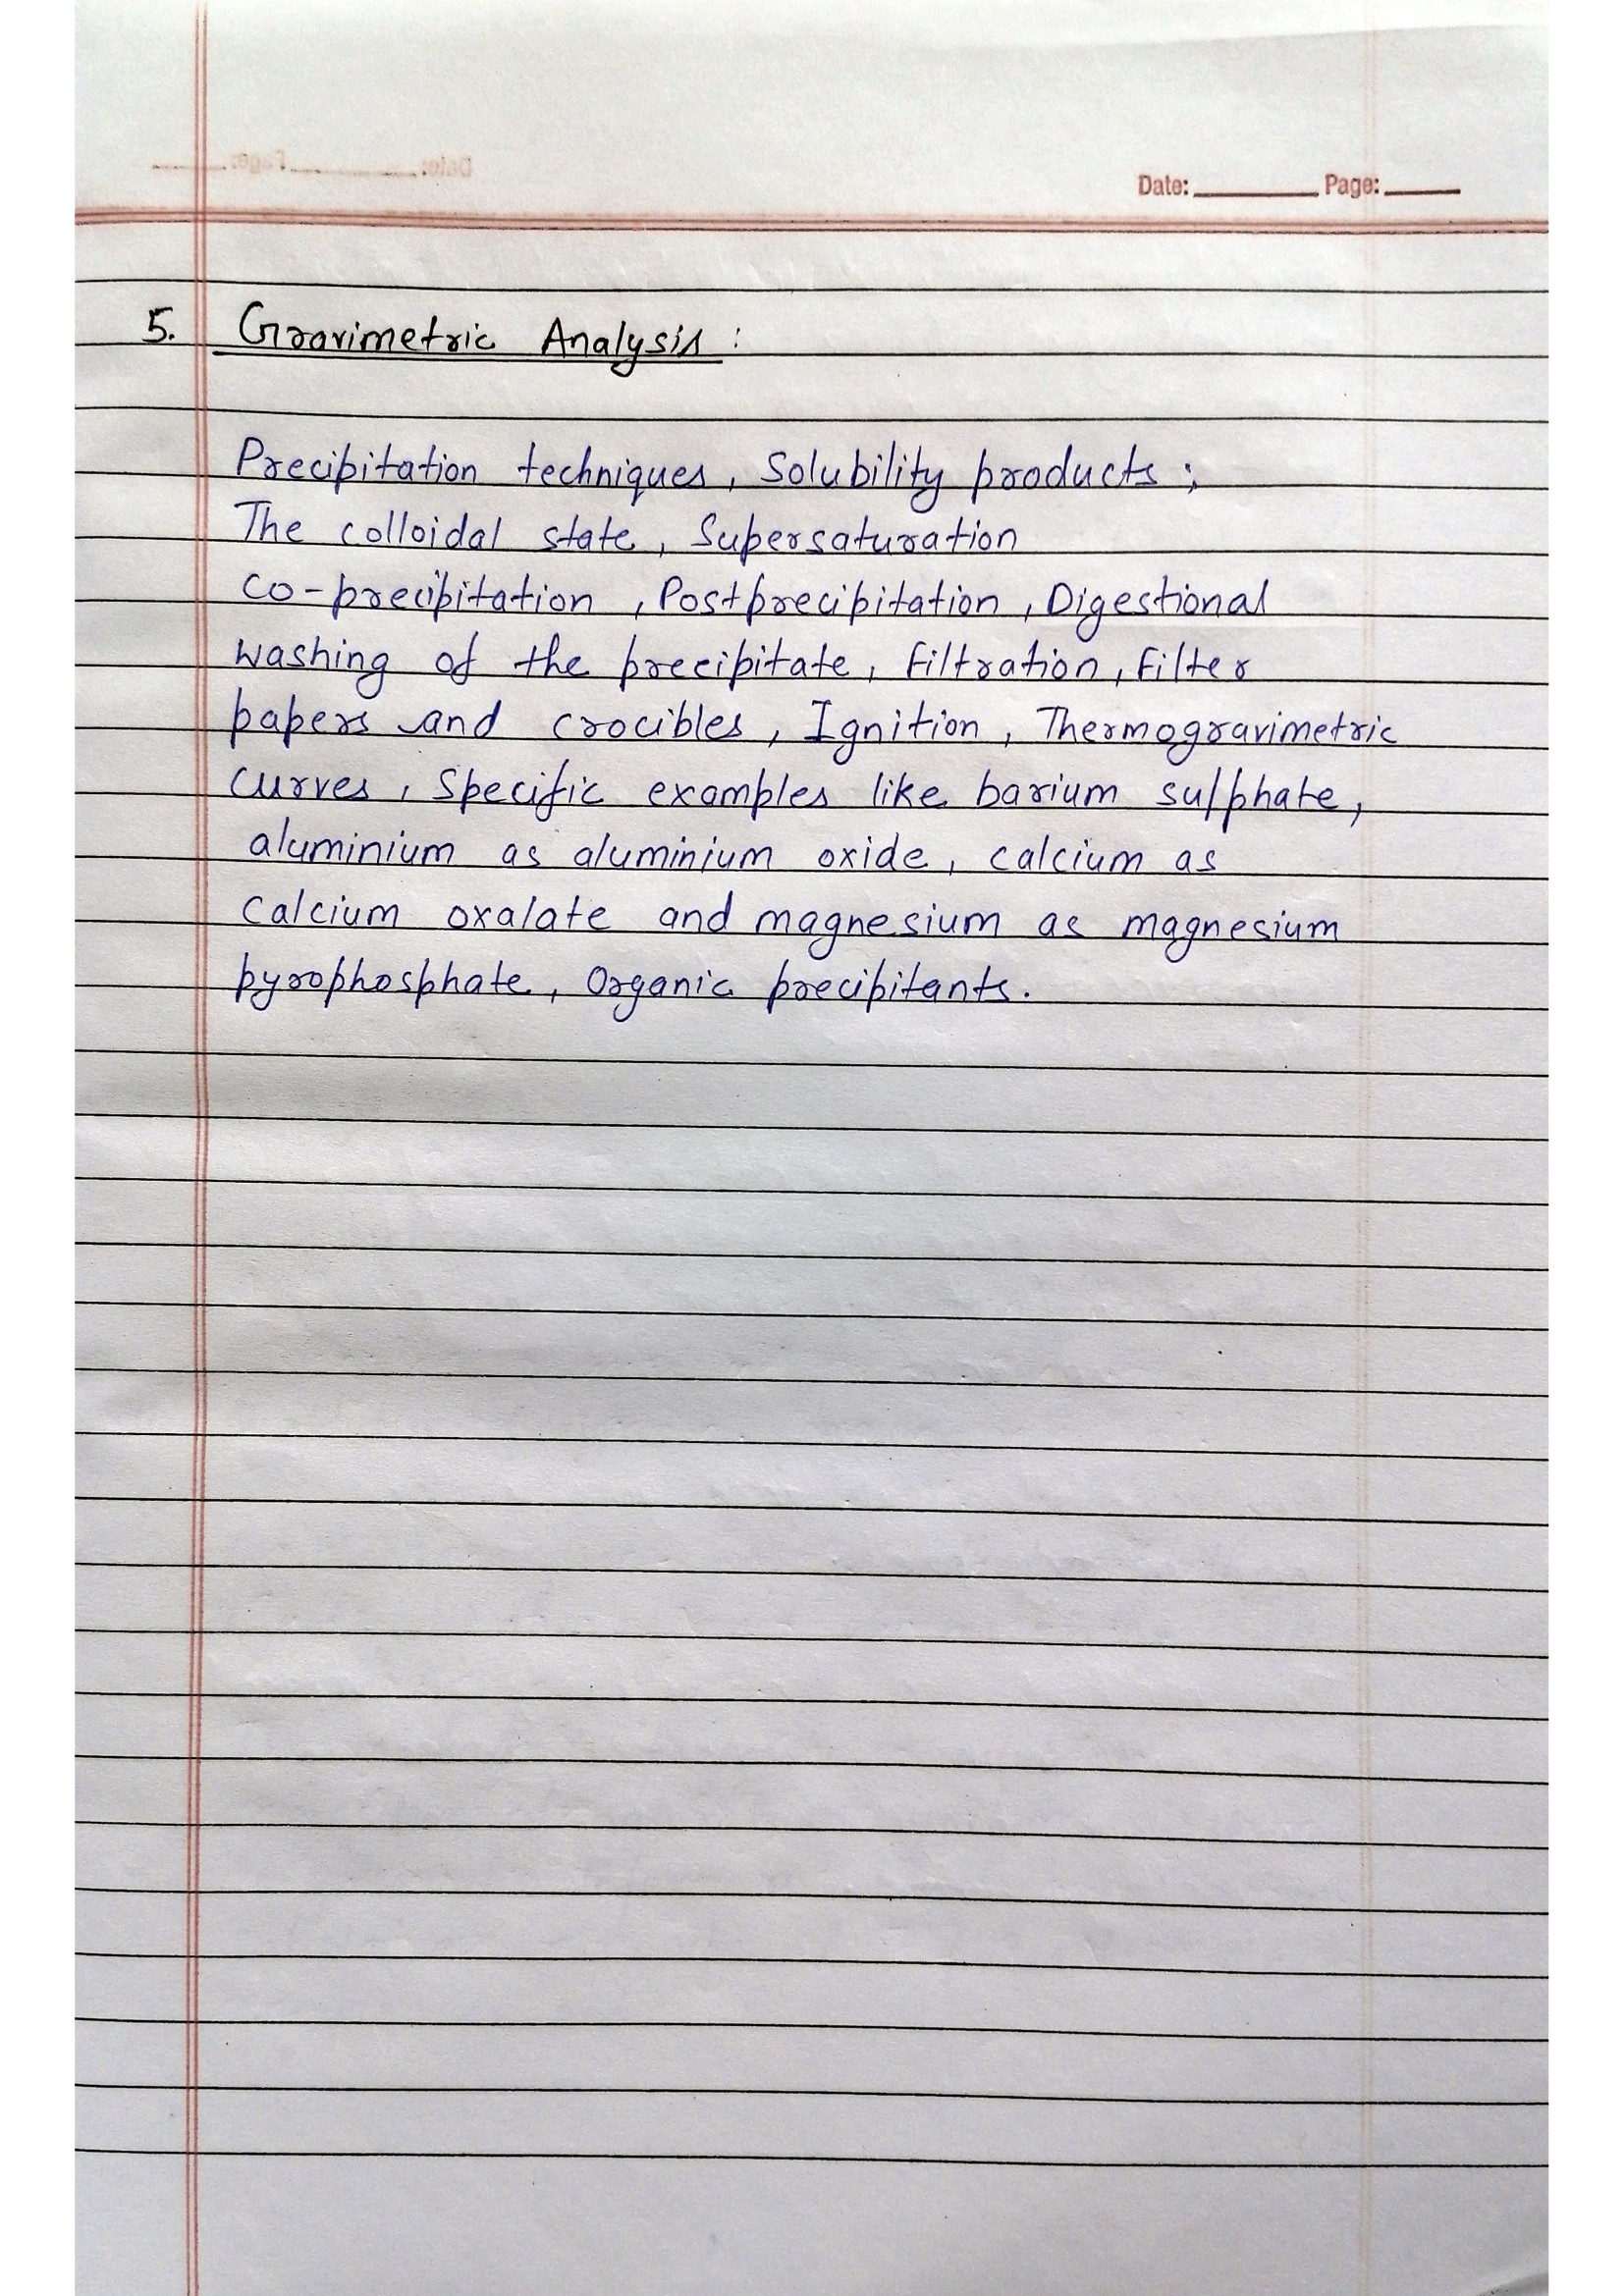 Date: Page:
5. Gravimetric Analysis :
Precipitation techniques, Solubility products ;
The colloidal state, Supersaturation
co-precipitation, Postprecipitation, Digestional
washing of the precipitate, filtration, filter
papers and crocibles, Ignition, Thermogravimetric
curves, Specific examples like barium sulphate,
aluminium as aluminium oxide, calcium as
calcium oxalate and magnesium as magnesium
pyrophosphate, Organic precipitants.